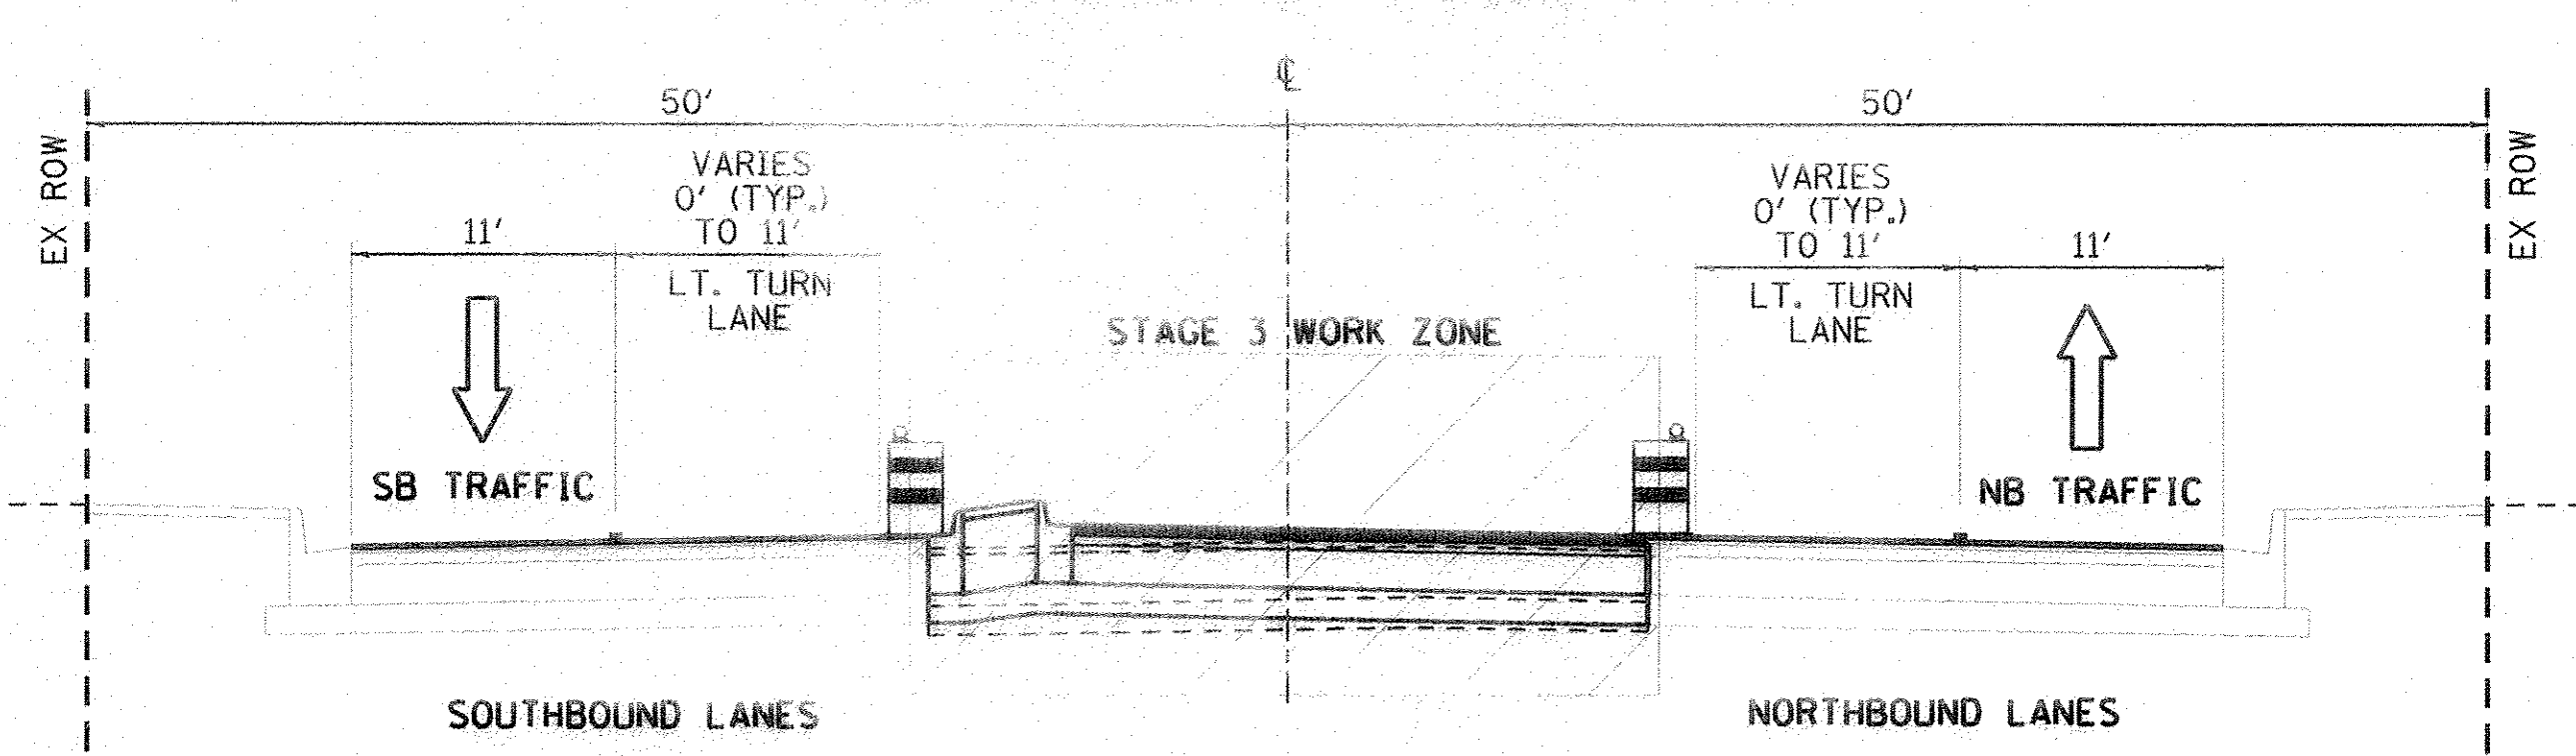 ℄
50'
50'
EX ROW
VARIES
0' (TYP.)
TO 11'
11'
LT. TURN
LANE
VARIES
0' (TYP.)
TO 11'
11'
LT. TURN
LANE
EX ROW
STAGE 3 WORK ZONE
SB TRAFFIC
NB TRAFFIC
SOUTHBOUND LANES
NORTHBOUND LANES